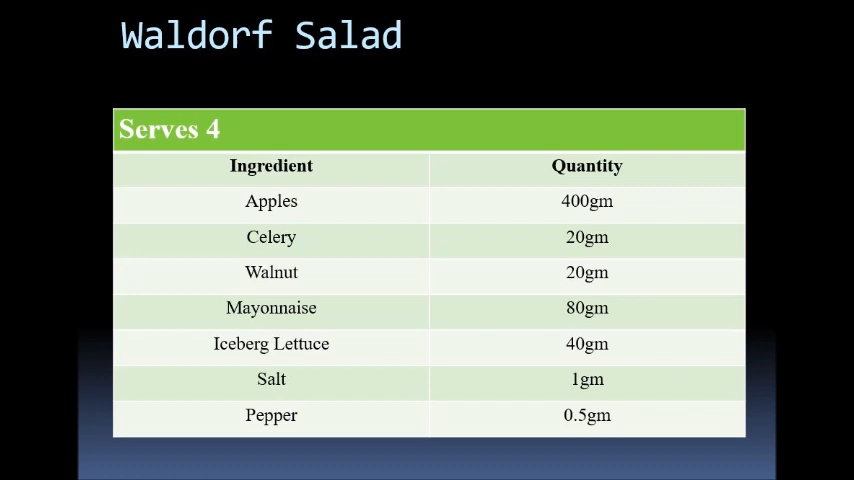 Waldorf Salad
Serves 4
Ingredient Quantity
Apples 400gm
Celery 20gm
Walnut 20gm
Mayonnaise 80gm
Iceberg Lettuce 40gm
Salt 1gm
Pepper 0.5gm